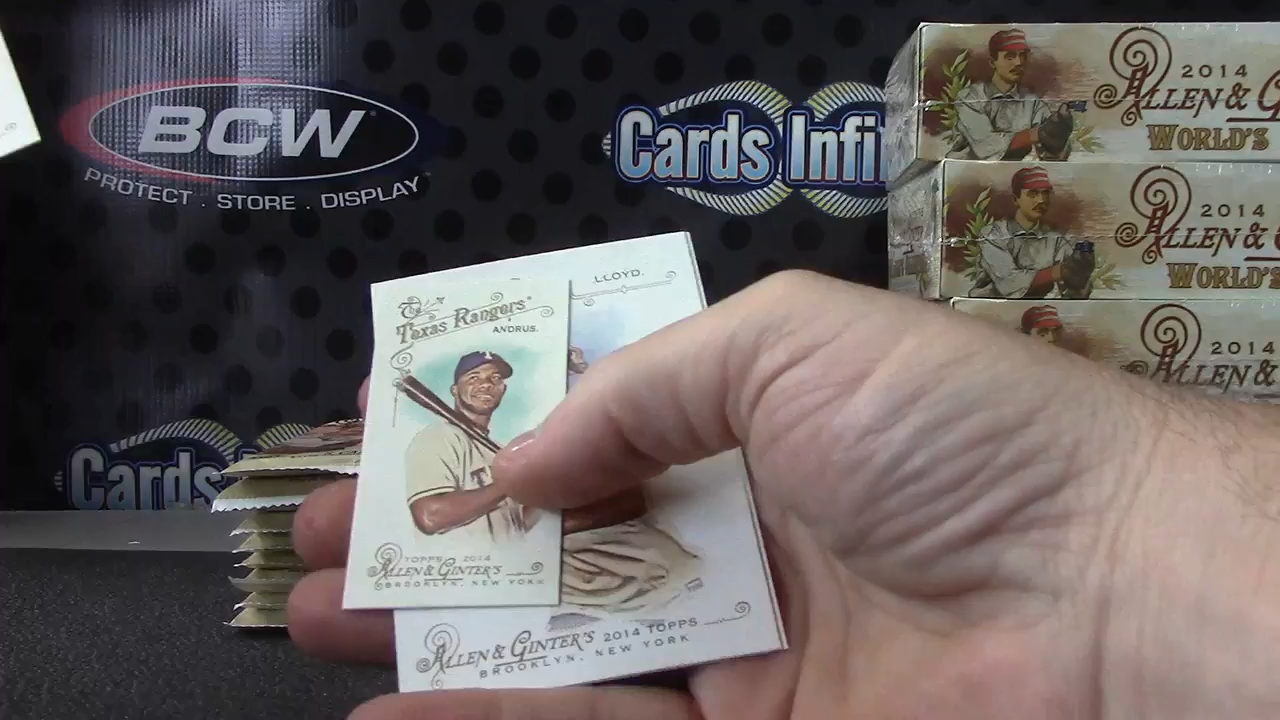 BCW
PROTECT . STORE . DISPLAY
Cards Infi
Cards
2014
ALLEN & G
WORLD'S
2014
ALLEN &
WORLD'S
2014
ALLEN &
LLOYD.
Texas Rangers
ANDRUS.
T
TOPPS 2014
ALLEN & GINTER'S
BROOKLYN, NEW YORK
ALLEN & GINTER'S 2014 TOPPS
BROOKLYN, NEW YORK